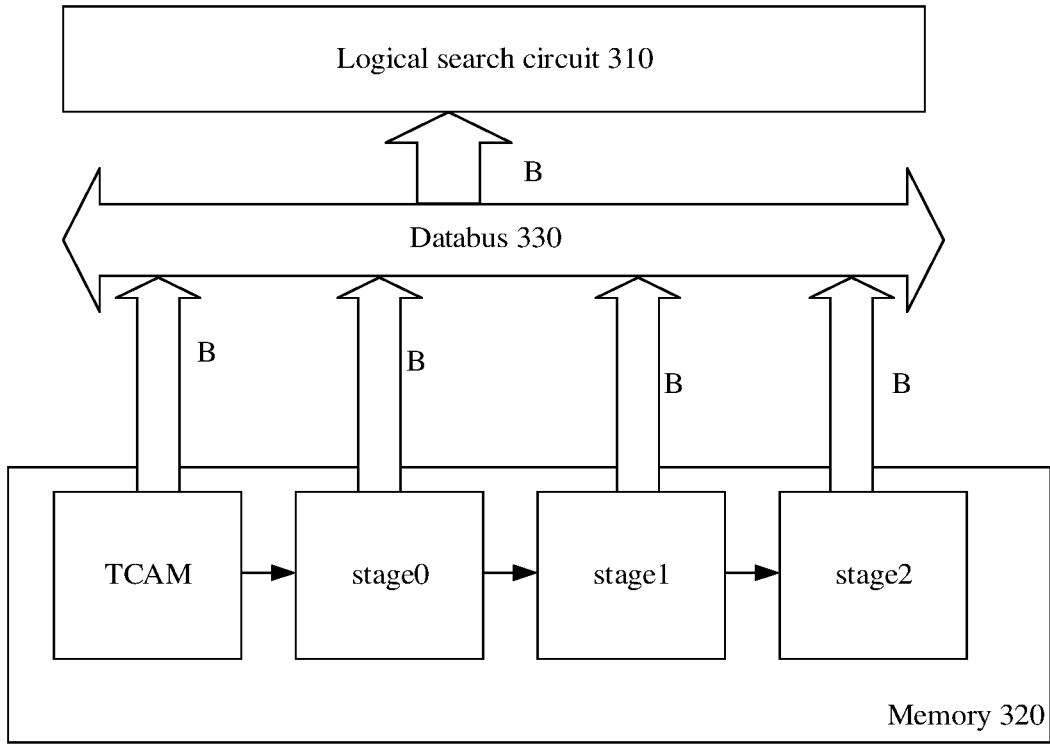 Logical search circuit 310
B
Databus 330
B
B
B
B
TCAM
stage0
stage1
stage2
Memory 320